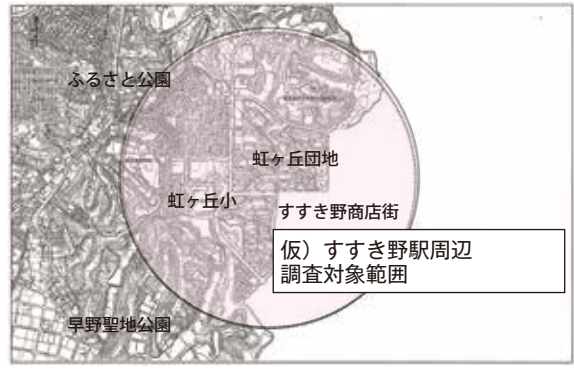 ふるさと公園
虹ヶ丘団地
虹ヶ丘小
すすき野商店街
仮）すすき野駅周辺
調査対象範囲
早野聖地公園